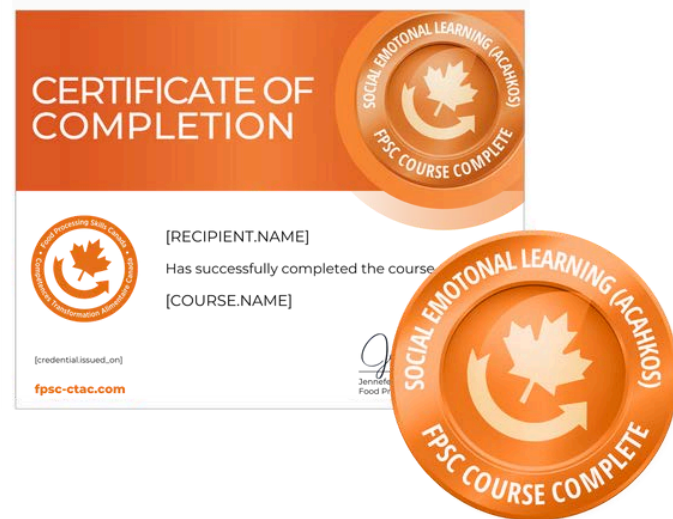 CERTIFICATE OF
COMPLETION
SOCIAL EMOTONAL LEARNING (ACAHKOS)
FPSC COURSE COMPLETE
Food Processing Skills Canada
Compétences Transformation Alimentaire Canada
[RECIPIENT.NAME]
Has successfully completed the course
[COURSE.NAME]
[credential.issued_on]
fpsc-ctac.com
Food
SOCIAL EMOTONAL LEARNING (ACAHKOS)
FPSC COURSE COMPLETE